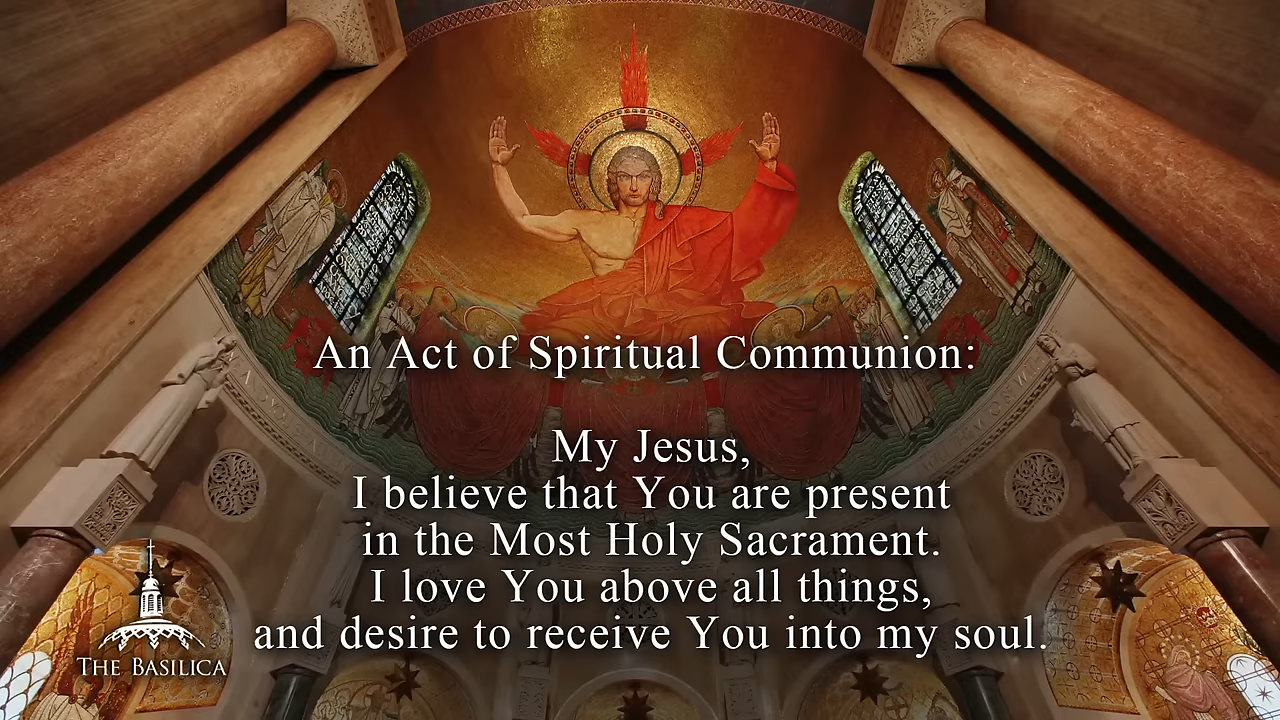 An Act of Spiritual Communion:
My Jesus,
I believe that You are present
in the Most Holy Sacrament.
I love You above all things,
and desire to receive You into my soul.
THE BASILICA